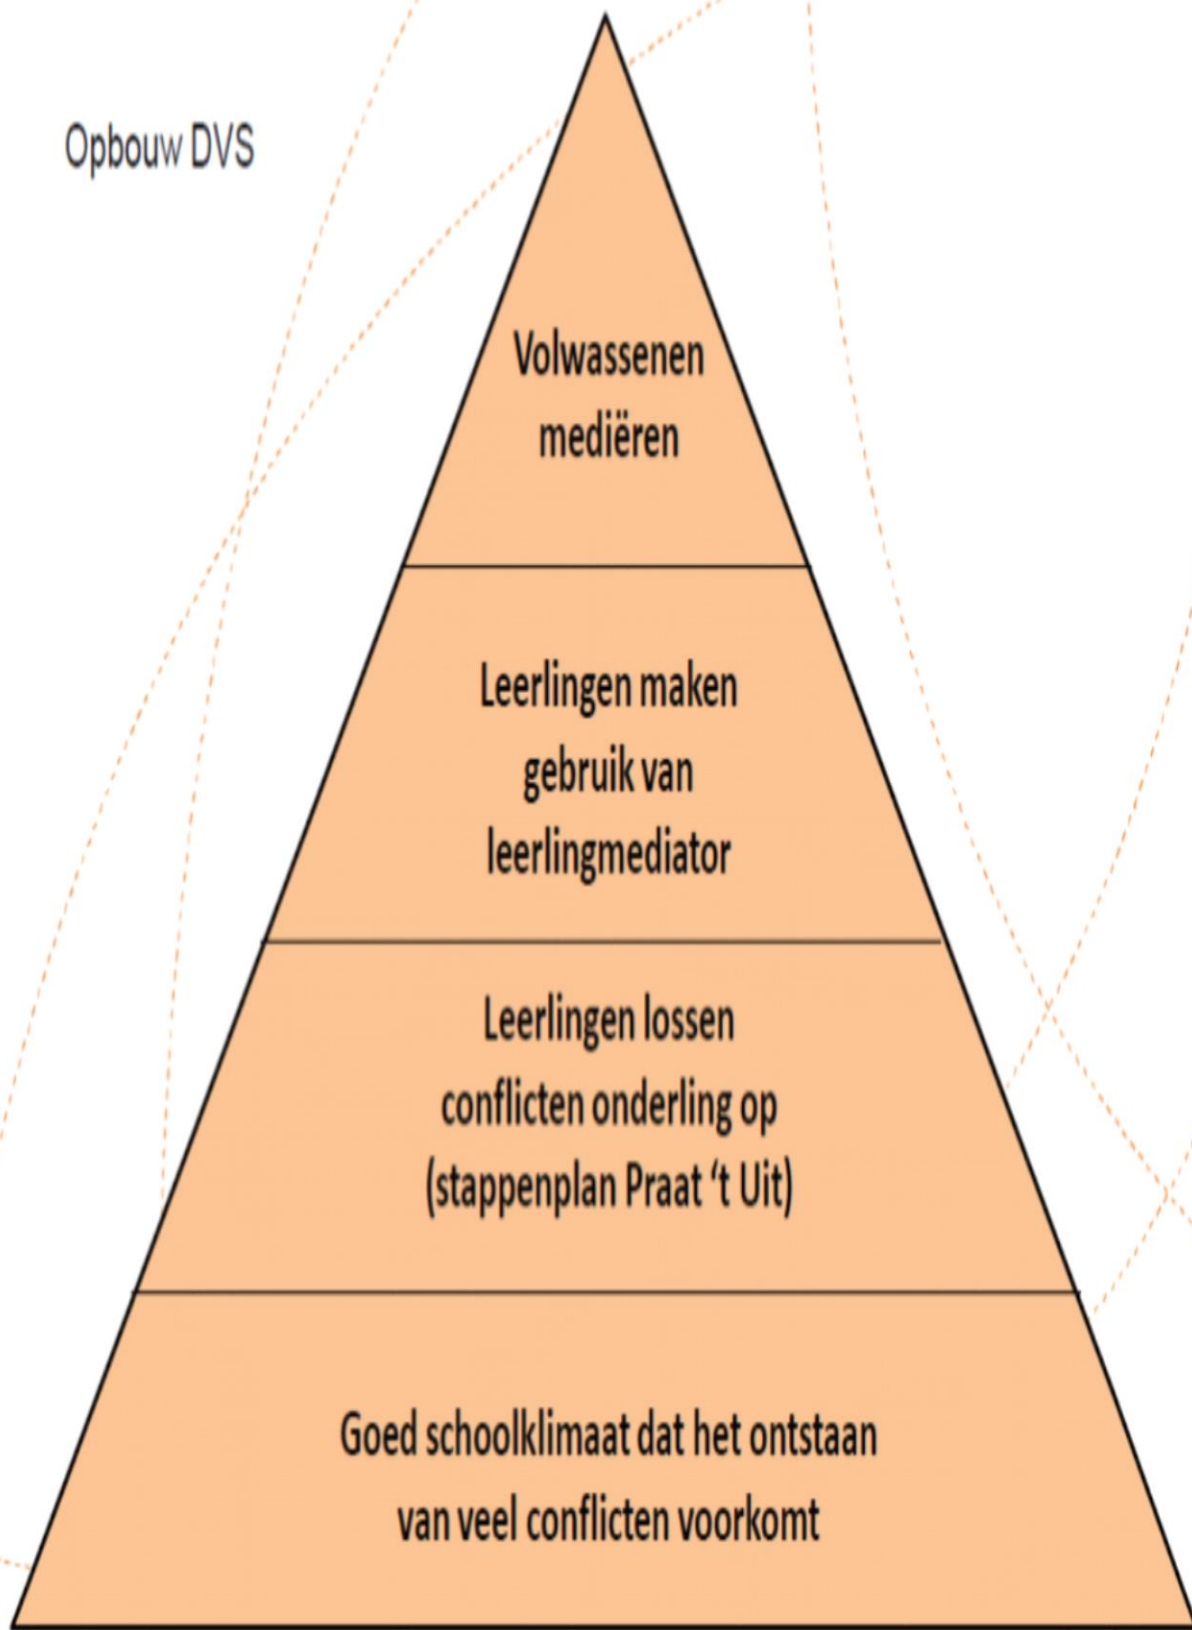 Opbouw DVS
Volwassenen
mediëren
Leerlingen maken
gebruik van
leerlingmediator
Leerlingen lossen
conflicten onderling op
(stappenplan Praat ‘t Uit)
Goed schoolklimaat dat het ontstaan
van veel conflicten voorkomt